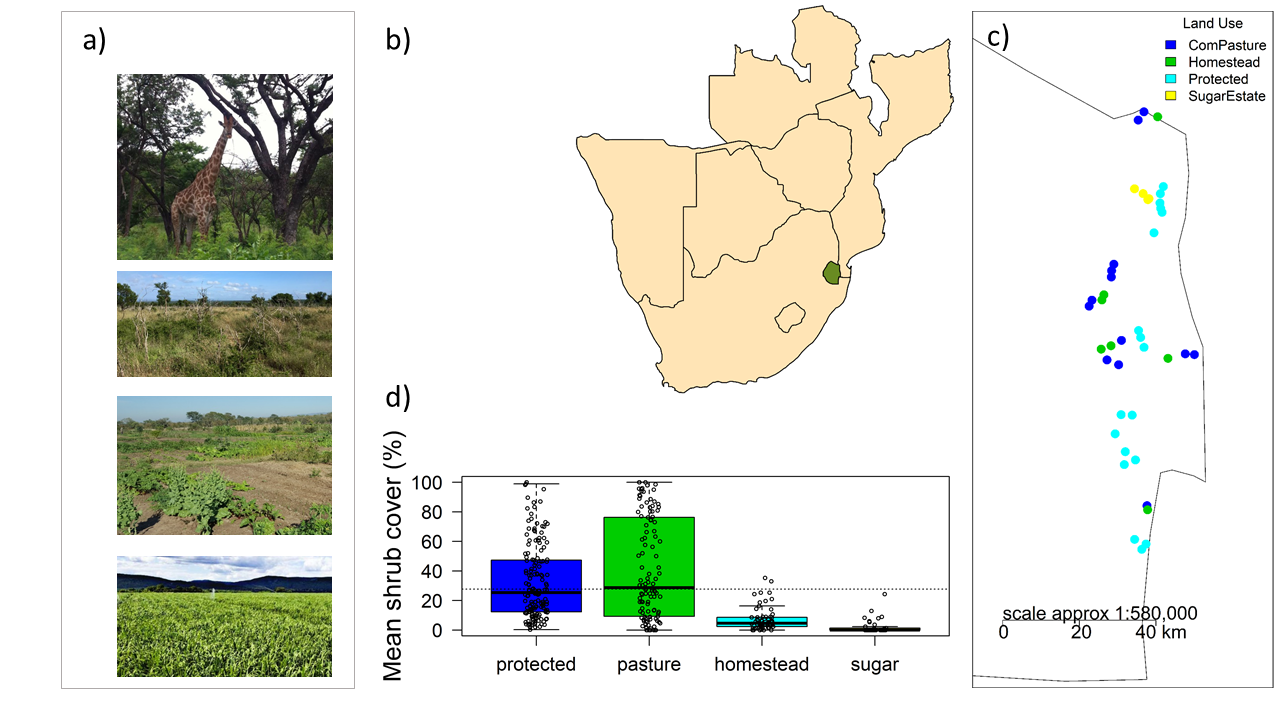 a)
b)
c)
Land Use
ComPasture
Homestead
Protected
SugarEstate
scale approx 1:580,000
0 20 40 km
d)
Mean shrub cover (%)
100
80
60
40
20
0
protected pasture homestead sugar